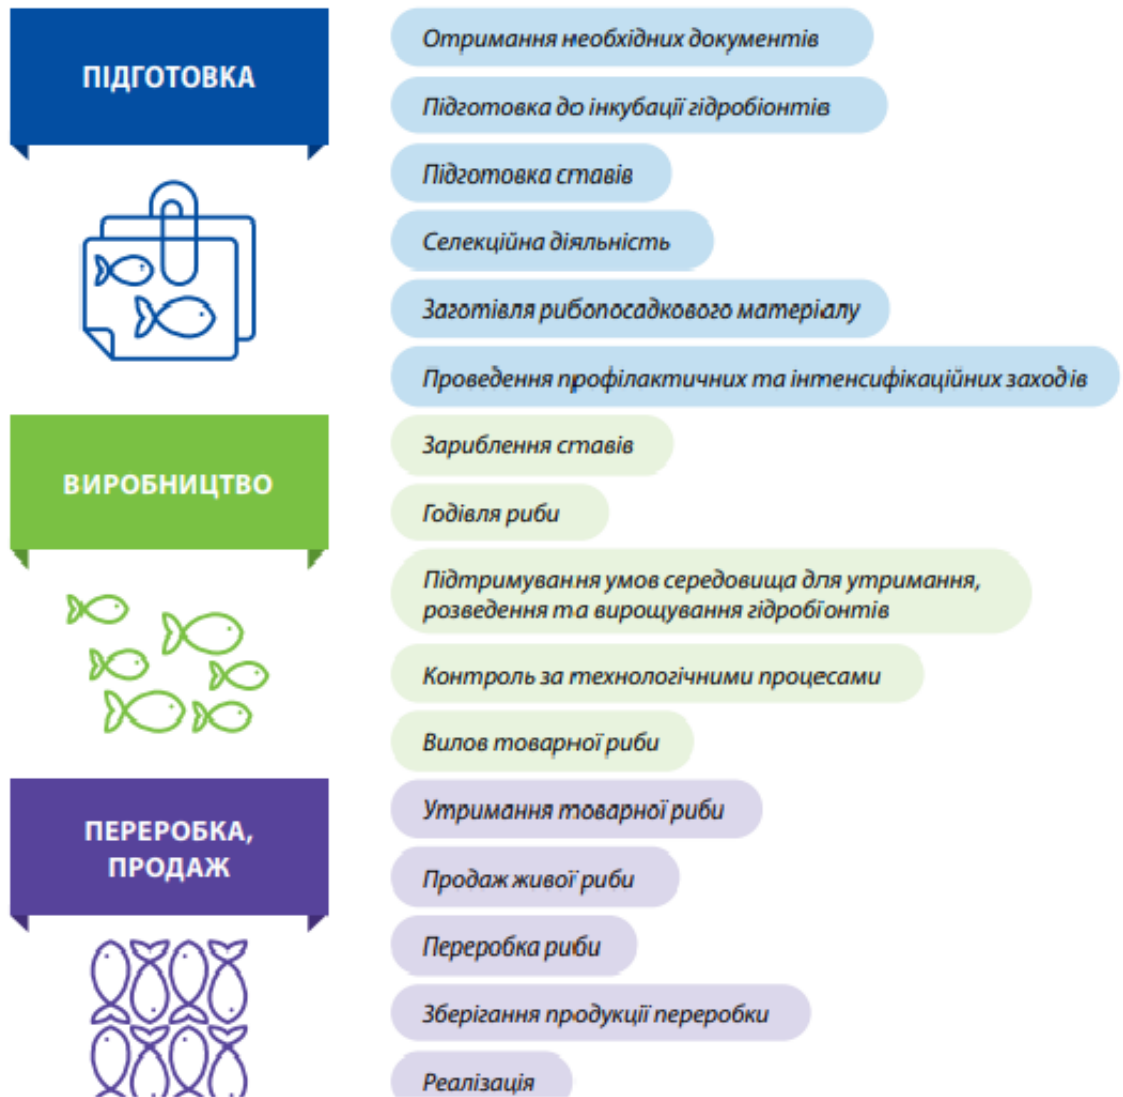 ПІДГОТОВКА
Отримання необхідних документів
Підготовка до інкубації гідробіонтів
Підготовка ставів
Селекційна діяльність
Заготівля рибопосадкового матеріалу
Проведення профілактичних та інтенсифікаційних заходів
ВИРОБНИЦТВО
Зариблення ставів
Годівля риби
Підтримування умов середовища для утримання,
розведення та вирощування гідробіонтів
Контроль за технологічними процесами
Вилов товарної риби
ПЕРЕРОБКА,
ПРОДАЖ
Утримання товарної риби
Продаж живої риби
Переробка риби
Зберігання продукції переробки
Реалізація